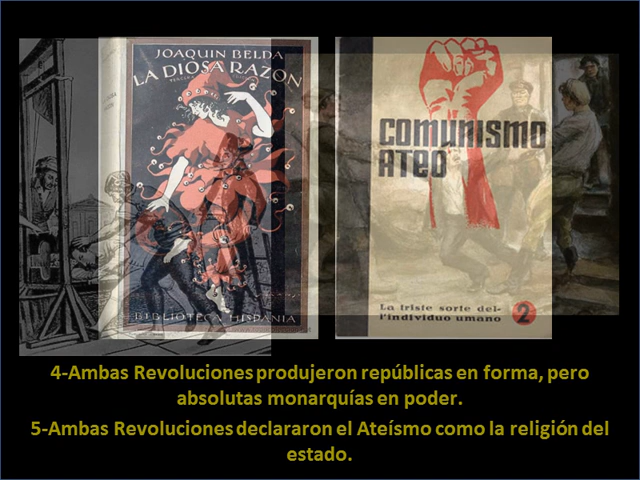 JOAQUIN BELDA
LA DIOSA RAZON
BIBLIOTECA HISPANIA
COMUNISMO
ATEO
La triste sorte del-
l'individuo umano 2
4-Ambas Revoluciones produjeron repúblicas en forma, pero
absolutas monarquías en poder.
5-Ambas Revoluciones declararon el Ateísmo como la religión del
estado.